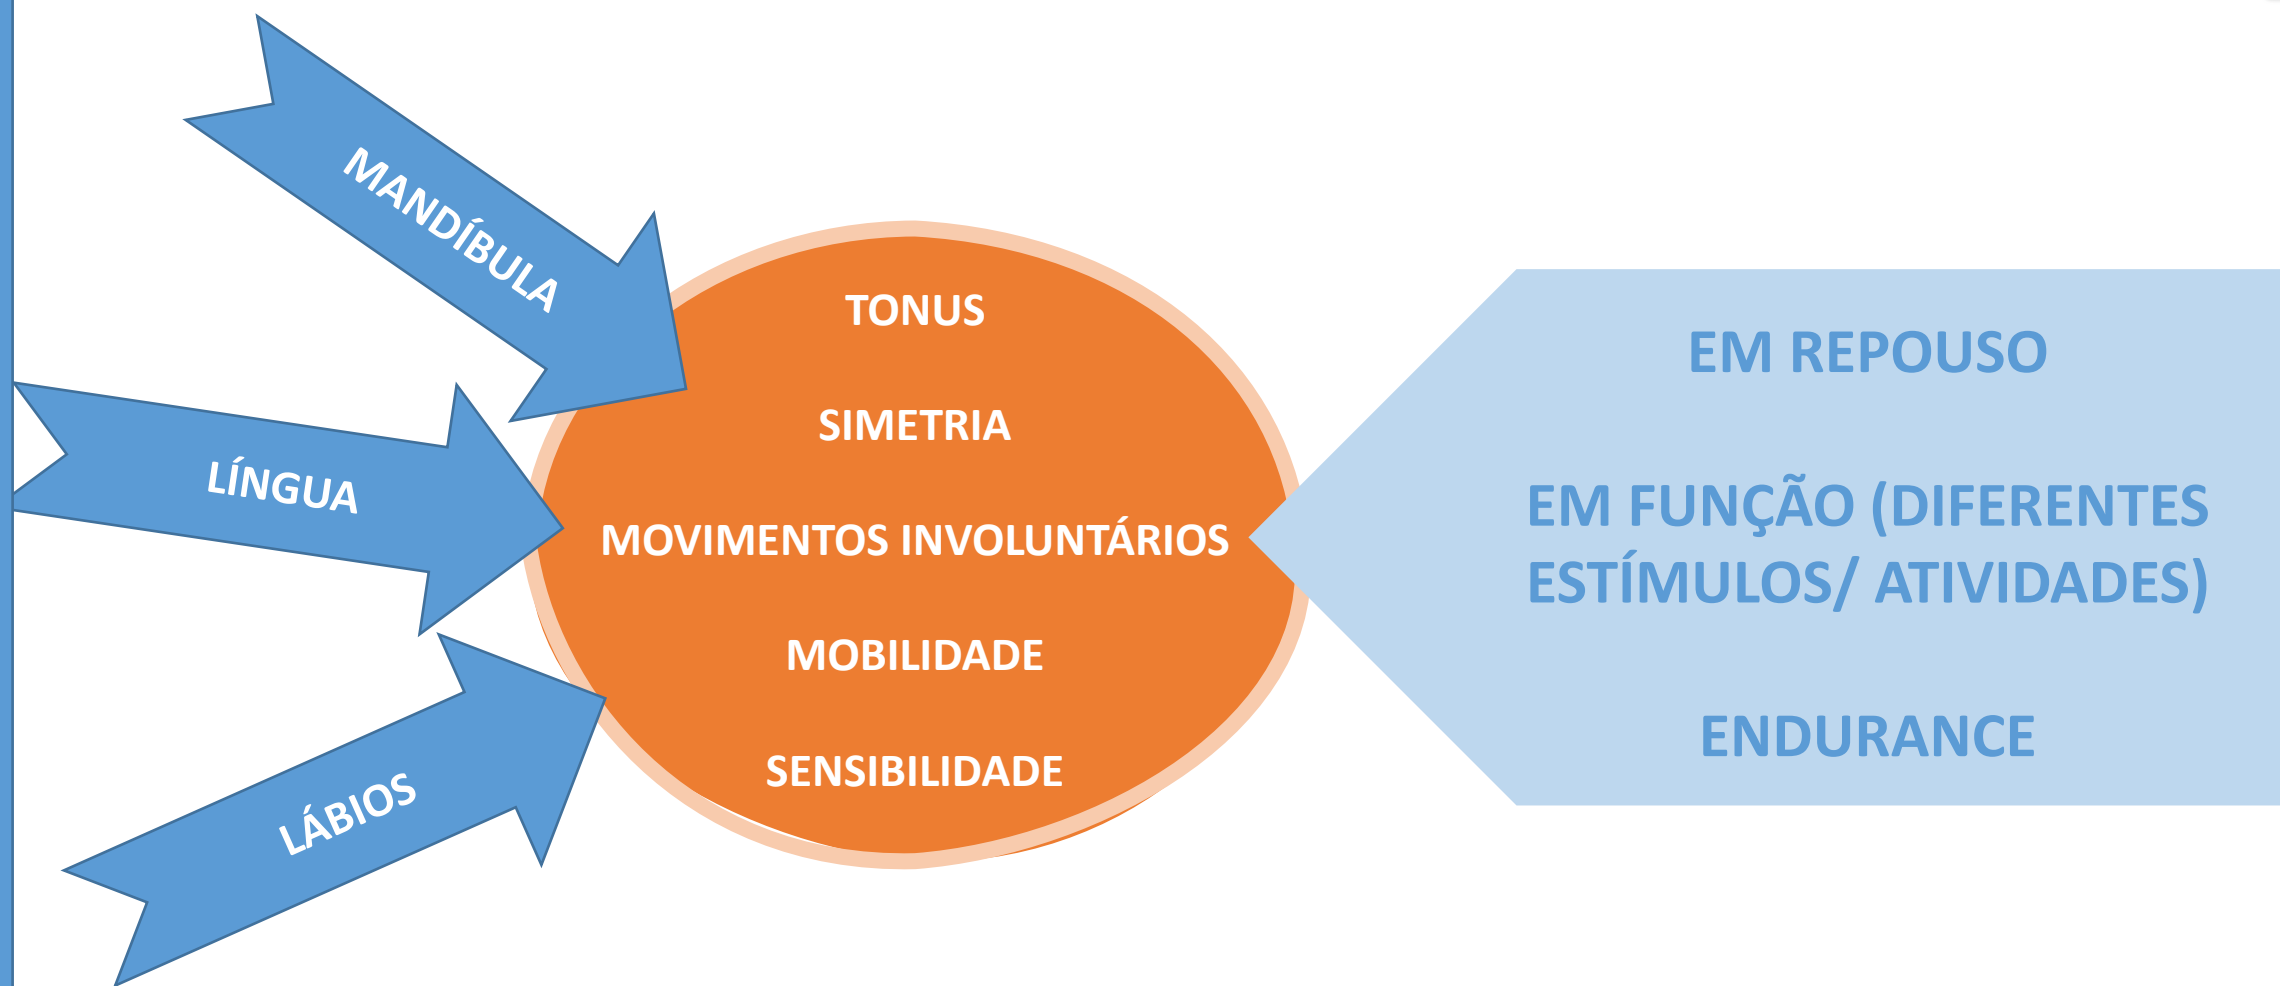 MANDÍBULA
LÍNGUA
LÁBIOS
TONUS
SIMETRIA
MOVIMENTOS INVOLUNTÁRIOS
MOBILIDADE
SENSIBILIDADE
EM REPOUSO
EM FUNÇÃO (DIFERENTES
ESTÍMULOS/ ATIVIDADES)
ENDURANCE